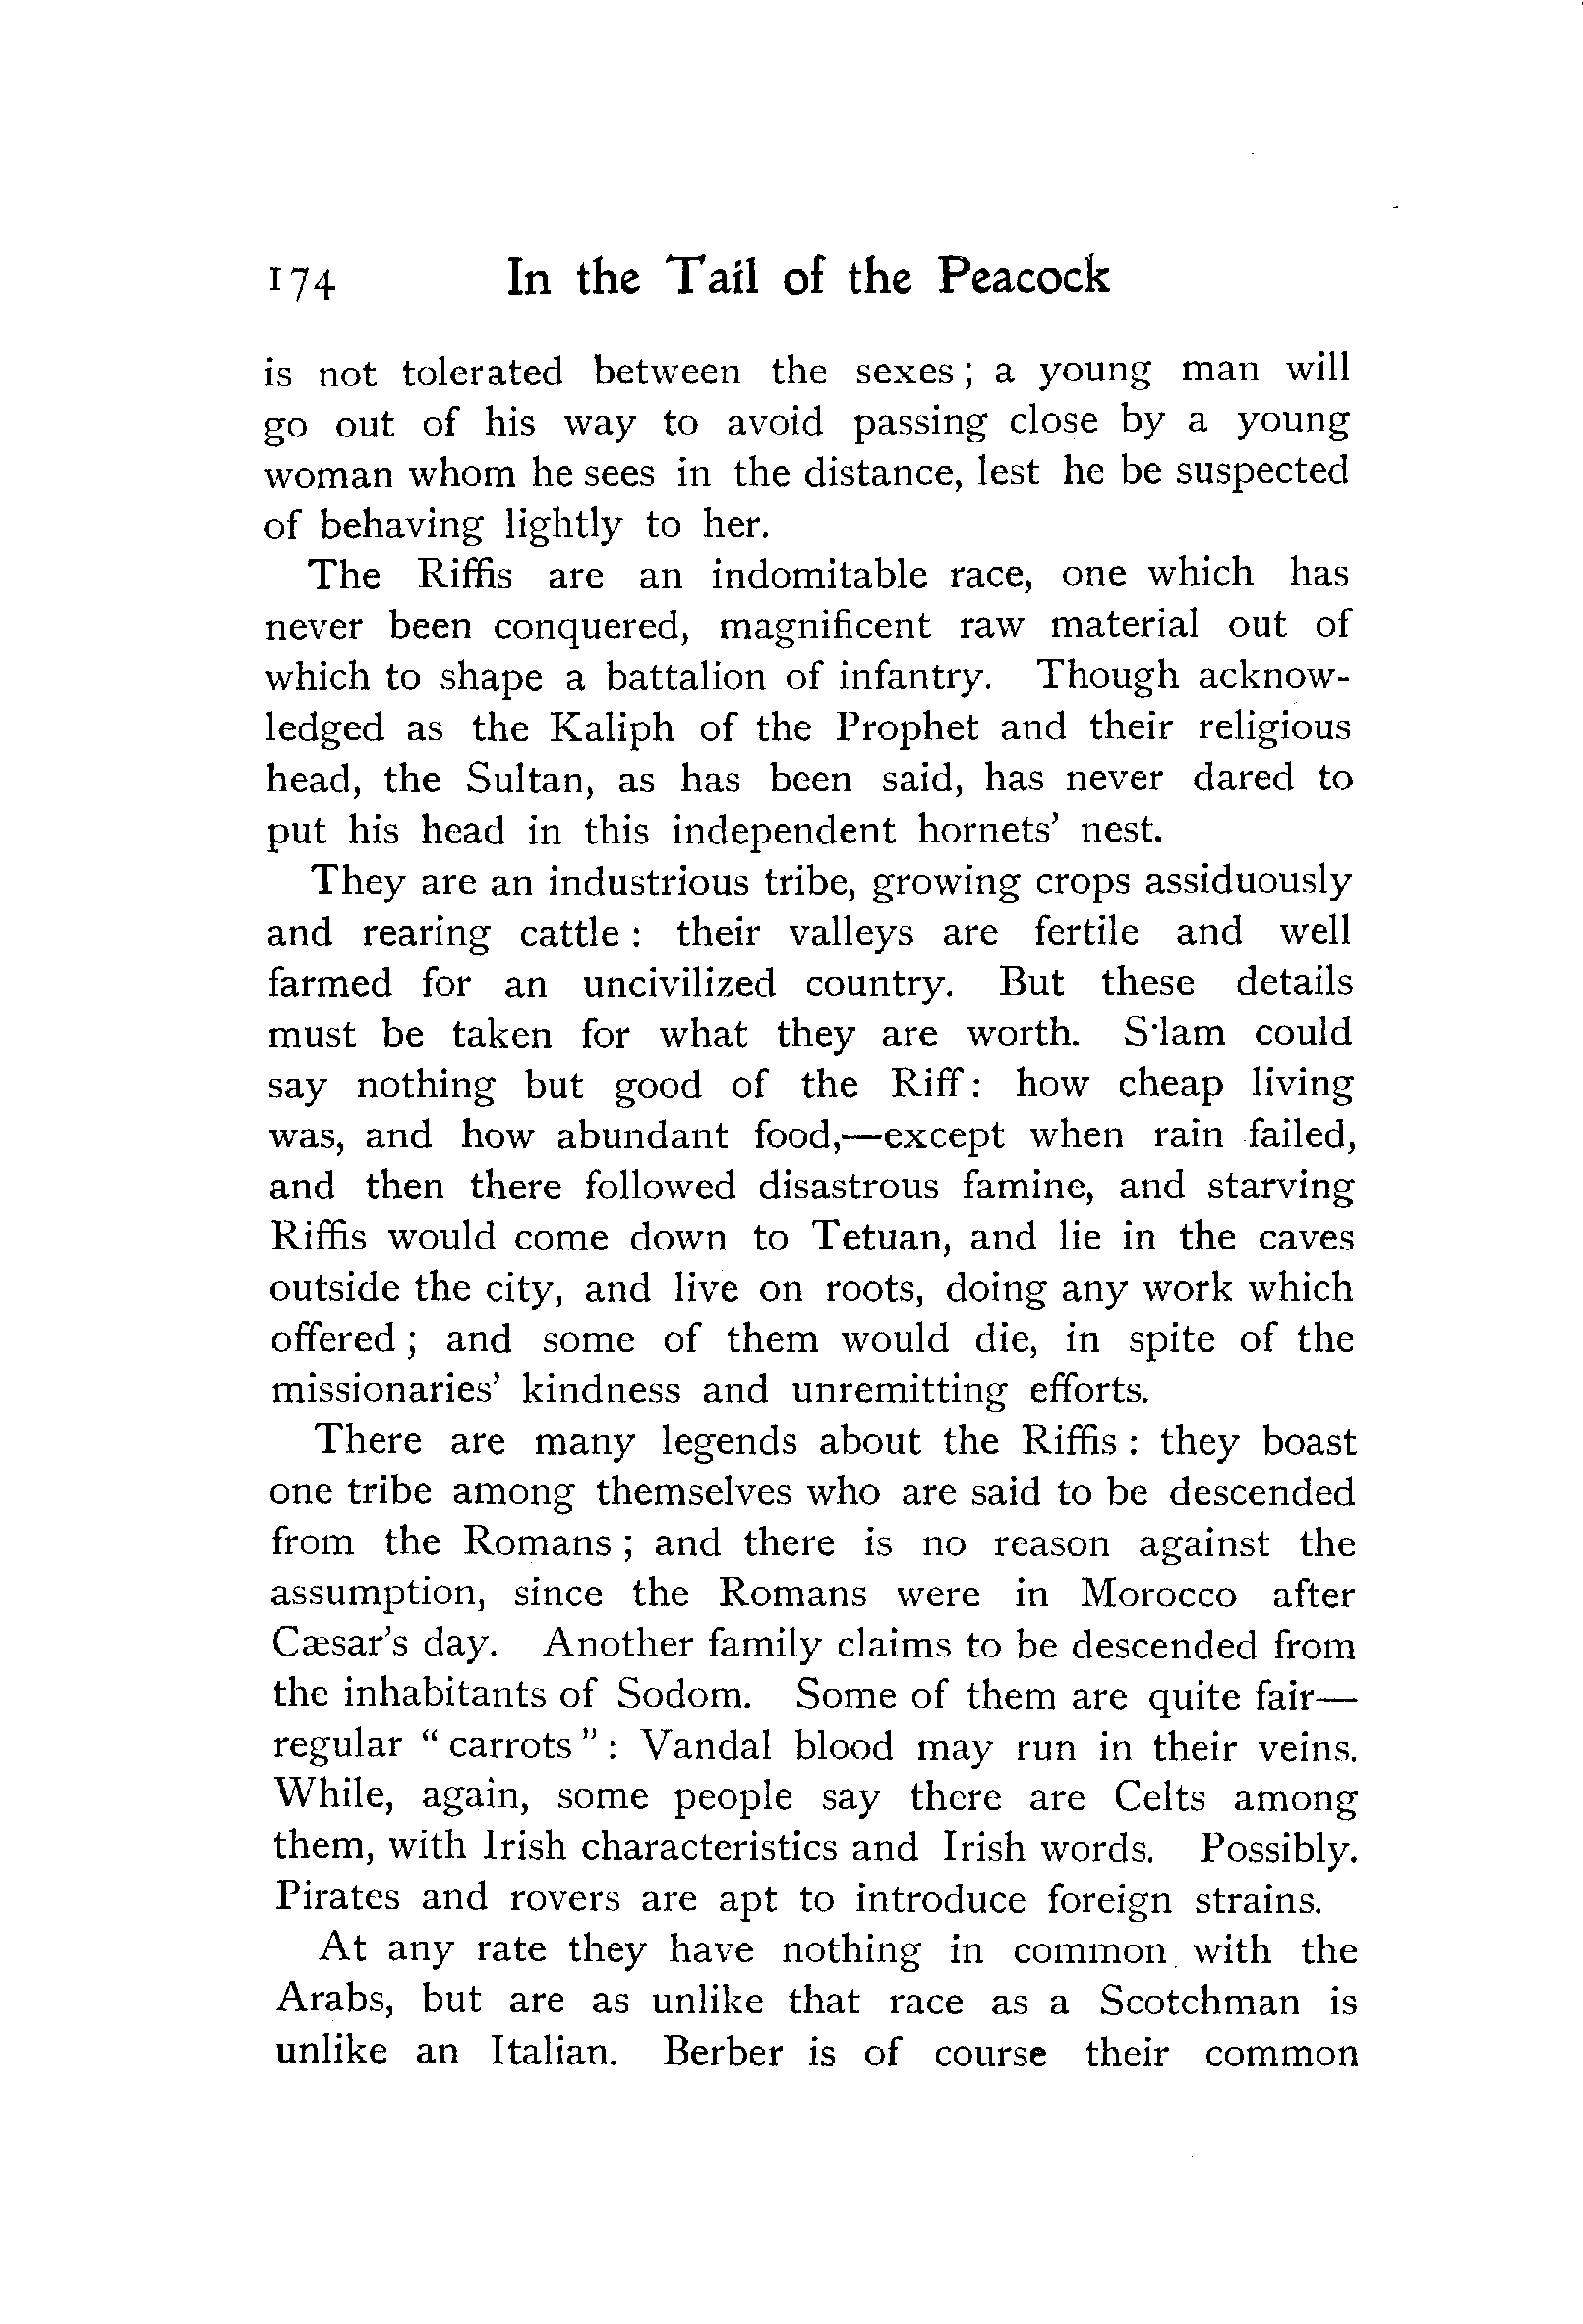 174 In the Tail of the Peacock
is not tolerated between the sexes; a young man will
go out of his way to avoid passing close by a young
woman whom he sees in the distance, lest he be suspected
of behaving lightly to her.
The Riffis are an indomitable race, one which has
never been conquered, magnificent raw material out of
which to shape a battalion of infantry. Though acknow-
ledged as the Kaliph of the Prophet and their religious
head, the Sultan, as has been said, has never dared to
put his head in this independent hornets' nest.
They are an industrious tribe, growing crops assiduously
and rearing cattle: their valleys are fertile and well
farmed for an uncivilized country. But these details
must be taken for what they are worth. S'lam could
say nothing but good of the Riff: how cheap living
was, and how abundant food,—except when rain failed,
and then there followed disastrous famine, and starving
Riffis would come down to Tetuan, and lie in the caves
outside the city, and live on roots, doing any work which
offered; and some of them would die, in spite of the
missionaries' kindness and unremitting efforts.
There are many legends about the Riffis: they boast
one tribe among themselves who are said to be descended
from the Romans; and there is no reason against the
assumption, since the Romans were in Morocco after
Cæsar's day. Another family claims to be descended from
the inhabitants of Sodom. Some of them are quite fair—
regular "carrots": Vandal blood may run in their veins.
While, again, some people say there are Celts among
them, with Irish characteristics and Irish words. Possibly.
Pirates and rovers are apt to introduce foreign strains.
At any rate they have nothing in common with the
Arabs, but are as unlike that race as a Scotchman is
unlike an Italian. Berber is of course their common